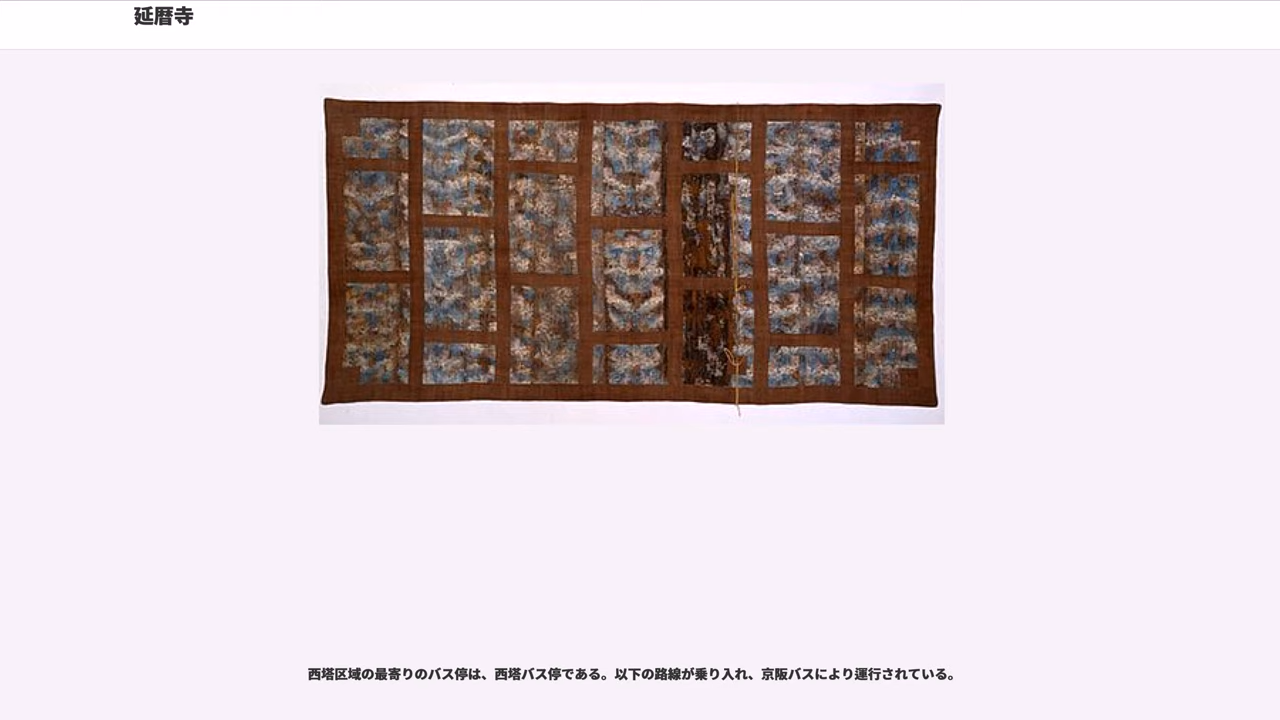 延暦寺
西塔区域の最寄りのバス停は、西塔バス停である。以下の路線が乗り入れ、京阪バスにより運行されている。